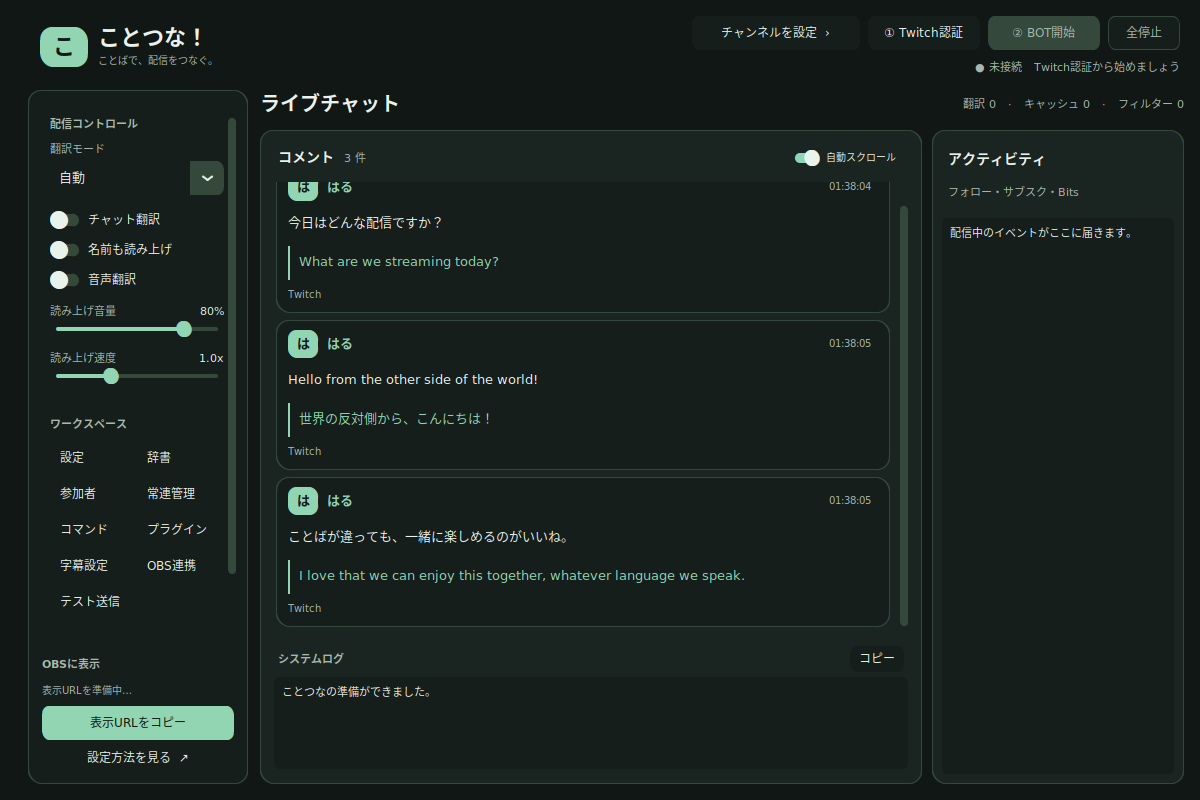 こ
ことつな！
ことばで、配信をつなぐ。
チャンネルを設定 ›
① Twitch認証
② BOT開始
全停止
● 未接続 Twitch認証から始めましょう
配信コントロール
翻訳モード
自動
チャット翻訳
名前も読み上げ
音声翻訳
読み上げ音量 80%
読み上げ速度 1.0x
ワークスペース
設定 辞書
参加者 常連管理
コマンド プラグイン
字幕設定 OBS連携
テスト送信
OBSに表示
表示URLを準備中…
表示URLをコピー
設定方法を見る ↗
ライブチャット
翻訳 0 · キャッシュ 0 · フィルター 0
コメント 3 件
自動スクロール
は はる 01:38:04
今日はどんな配信ですか？
What are we streaming today?
Twitch
は はる 01:38:05
Hello from the other side of the world!
世界の反対側から、こんにちは！
Twitch
は はる 01:38:05
ことばが違っても、一緒に楽しめるのがいいね。
I love that we can enjoy this together, whatever language we speak.
Twitch
システムログ
コピー
ことつなの準備ができました。
アクティビティ
フォロー・サブスク・Bits
配信中のイベントがここに届きます。